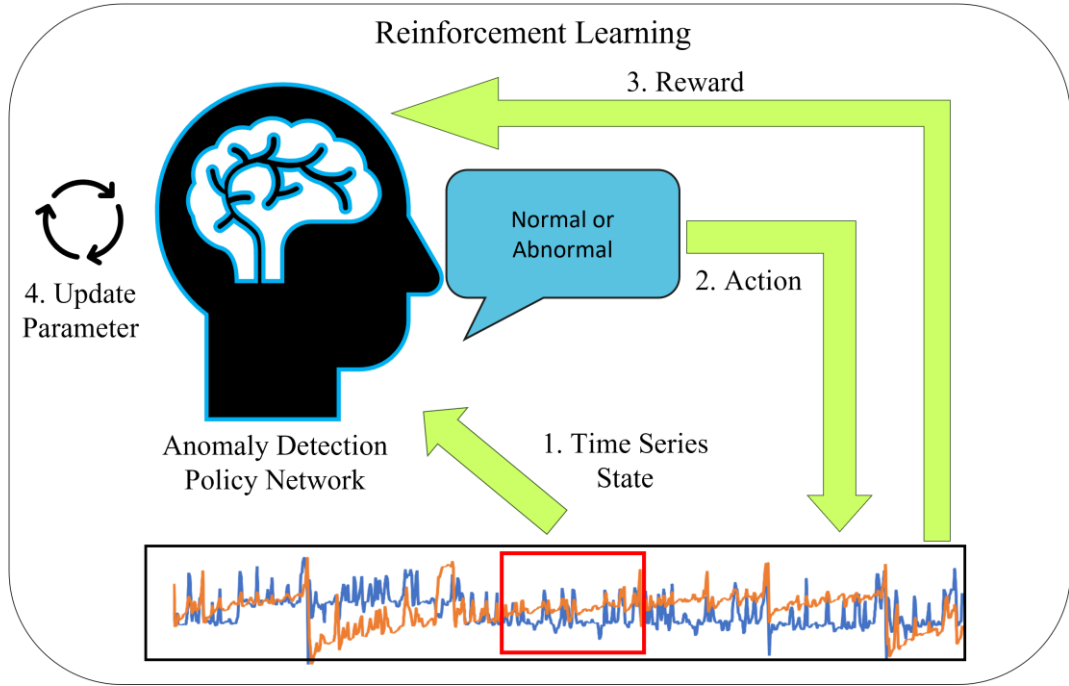 Reinforcement Learning
3. Reward
Normal or
Abnormal
2. Action
4. Update
Parameter
Anomaly Detection
Policy Network
1. Time Series
State